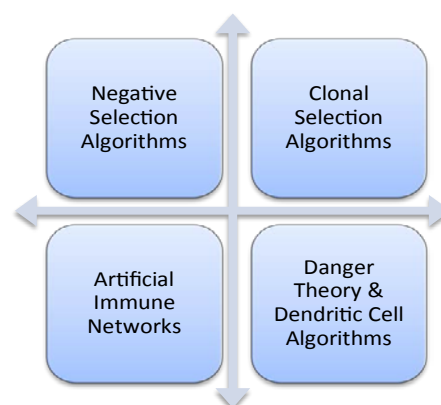 Negative
Selection
Algorithms
Clonal
Selection
Algorithms
Artificial
Immune
Networks
Danger
Theory &
Dendritic Cell
Algorithms